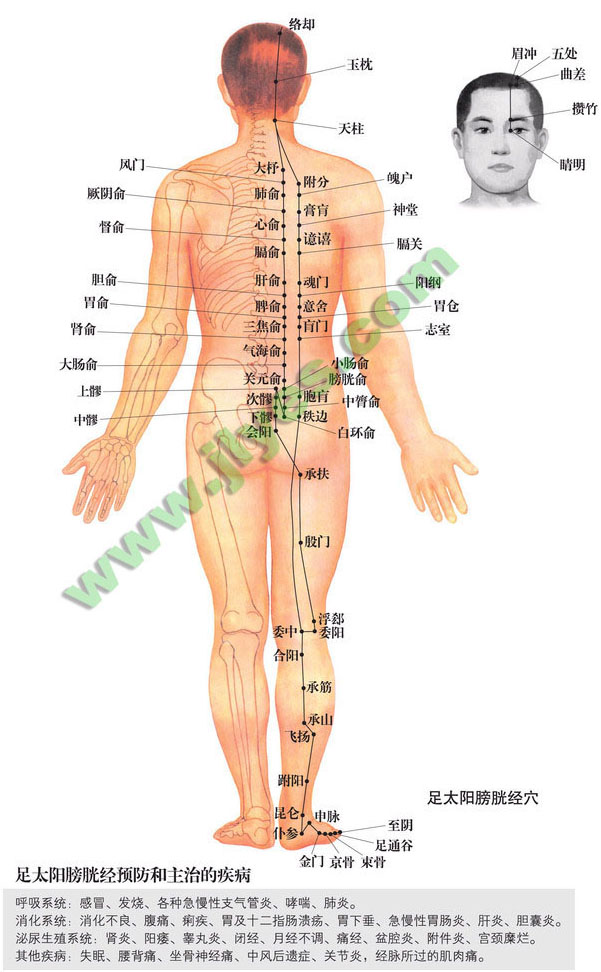 络却
玉枕
天柱
眉冲
五处
曲差
攒竹
睛明
风门
大杼
附分
魄户
厥阴俞
肺俞
膏肓
神堂
督俞
心俞
谚譆
膈俞
膈关
胆俞
肝俞
魂门
阳纲
胃俞
脾俞
意舍
胃仓
肾俞
三焦俞
肓门
志室
气海俞
大肠俞
小肠俞
关元俞
膀胱俞
上髎
次髎
胞肓
中膂俞
中髎
下髎
秩边
会阳
白环俞
承扶
殷门
浮郄
委中
委阳
合阳
承筋
承山
飞扬
跗阳
昆仑
申脉
仆参
至阴
足通谷
金门
京骨
束骨
足太阳膀胱经穴
足太阳膀胱经预防和主治的疾病
呼吸系统：感冒、发烧、各种急慢性支气管炎、哮喘、肺炎。
消化系统：消化不良、腹痛、痢疾、胃及十二指肠溃疡、胃下垂、急慢性胃肠炎、肝炎、胆囊炎。
泌尿生殖系统：肾炎、阳痿、睾丸炎、闭经、月经不调、痛经、盆腔炎、附件炎、宫颈糜烂。
其他疾病：失眠、腰背痛、坐骨神经痛、中风后遗症、关节炎，经脉所过的肌肉痛。